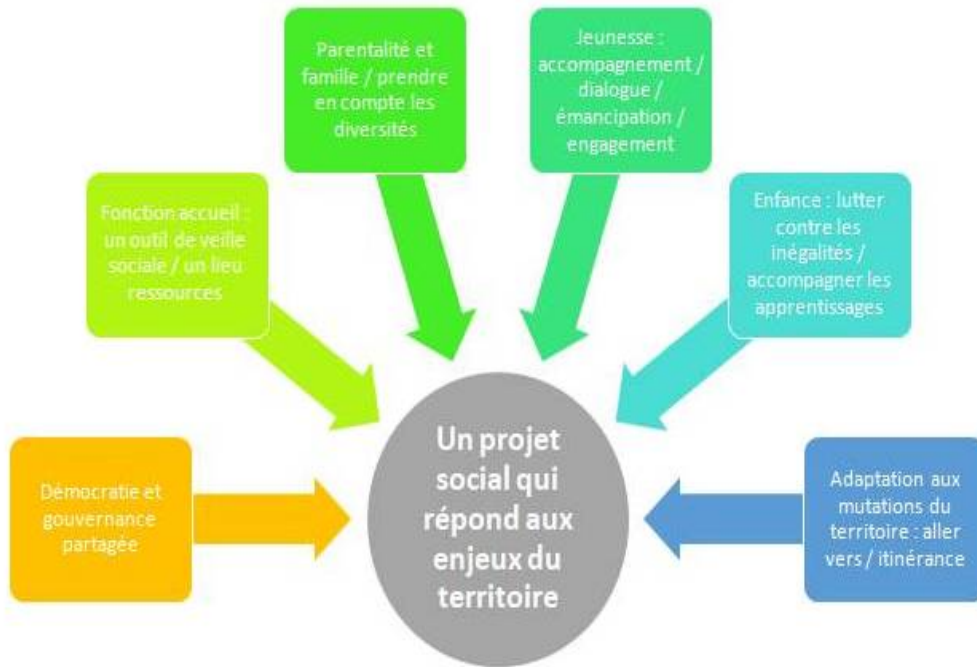 Démocratie et
gouvernance
partagée
Fonction accueil :
un outil de veille
sociale / un lieu
ressources
Parentalité et
famille / prendre
en compte les
diversités
Jeunesse :
accompagnement /
dialogue /
émancipation /
engagement
Enfance : lutter
contre les
inégalités /
accompagner les
apprentissages
Adaptation aux
mutations du
territoire : aller
vers / itinérance
Un projet
social qui
répond aux
enjeux du
territoire